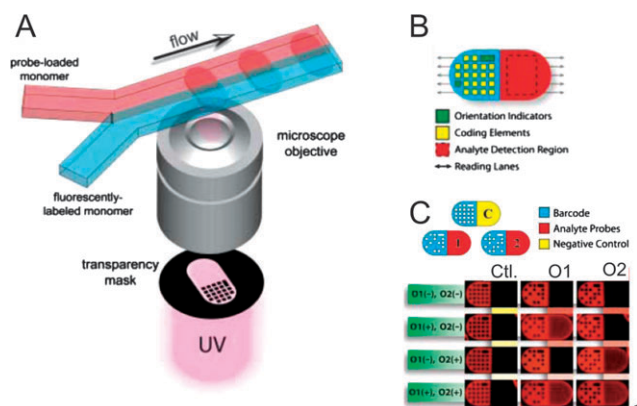 A
flow
probe-loaded
monomer
microscope
objective
fluorescently-
labeled monomer
transparency
mask
UV
B
Orientation Indicators
Coding Elements
Analyte Detection Region
Reading Lanes
C
C
1
2
Barcode
Analyte Probes
Negative Control
Ctl. O1 O2
O1(-), O2(-)
O1(+), O2(-)
O1(-), O2(+)
O1(+), O2(+)